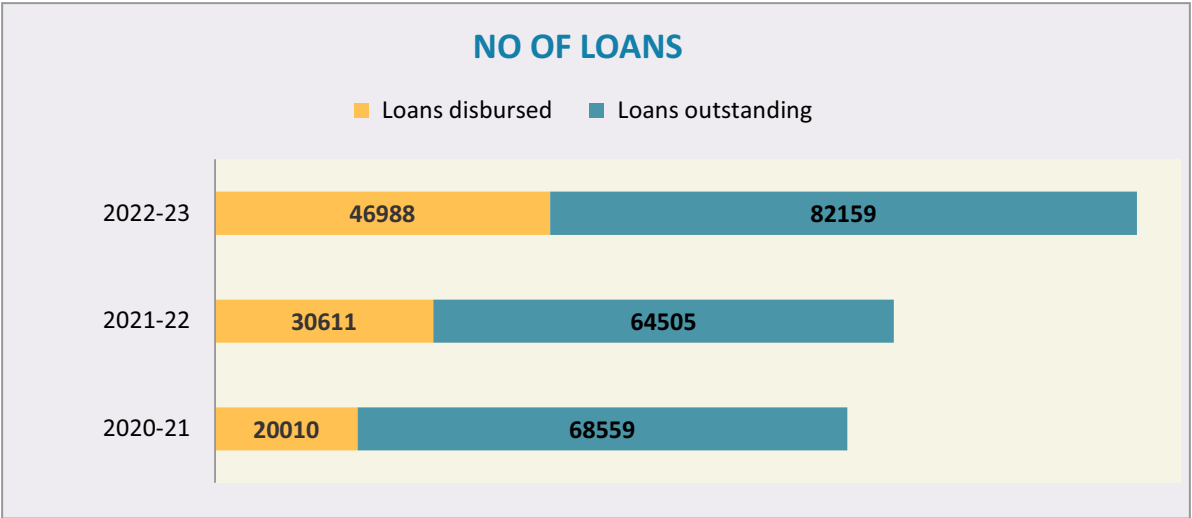 NO OF LOANS
Loans disbursed Loans outstanding
2022-23 46988 82159
2021-22 30611 64505
2020-21 20010 68559